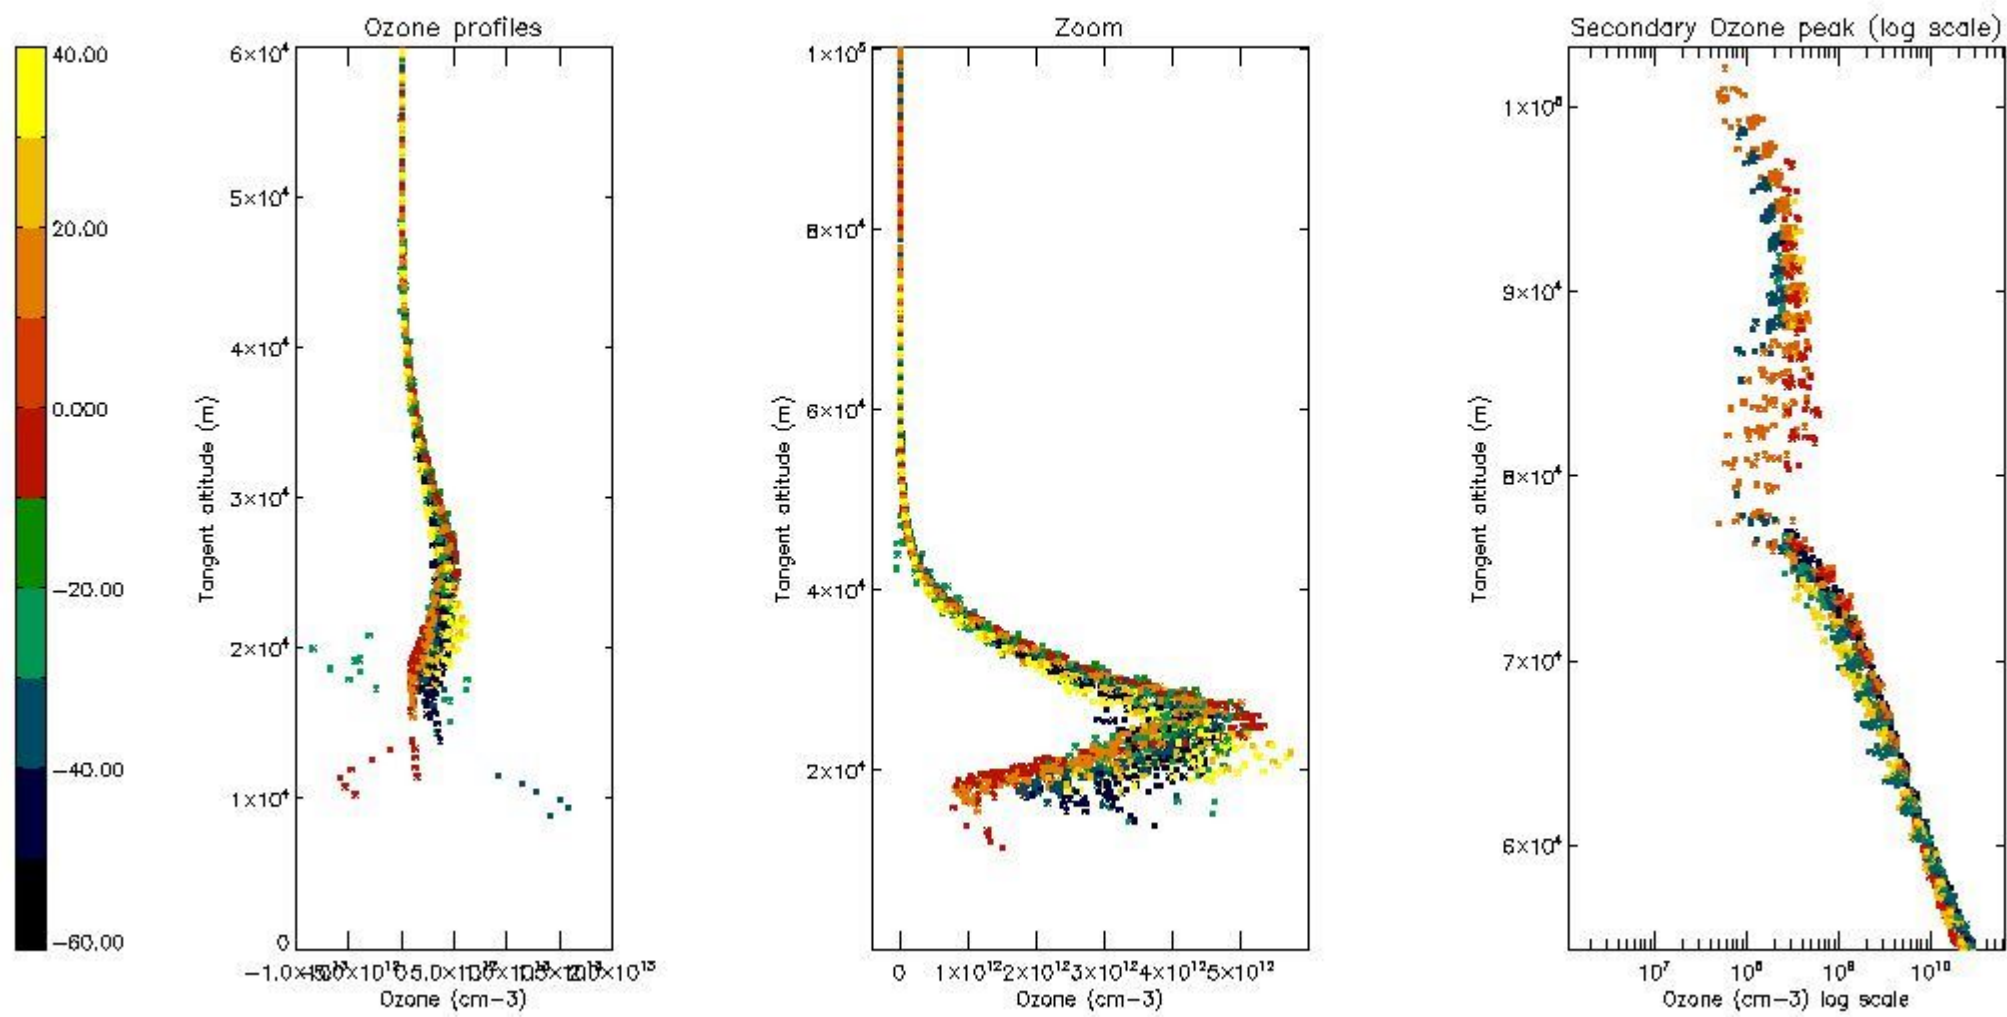 Ozone profiles
Zoom
Secondary Ozone peak (log scale)
40.00
20.00
0.000
−20.00
−40.00
−60.00
Tangent altitude (m)
6×10⁴
5×10⁴
4×10⁴
3×10⁴
2×10⁴
1×10⁴
0
Ozone (cm−3)
Tangent altitude (m)
1×10⁵
8×10⁴
6×10⁴
4×10⁴
2×10⁴
0 1×10¹² 2×10¹² 3×10¹² 4×10¹² 5×10¹²
Ozone (cm−3)
Tangent altitude (m)
1×10⁵
9×10⁴
8×10⁴
7×10⁴
6×10⁴
10⁷ 10⁸ 10⁹ 10¹⁰
Ozone (cm−3) log scale